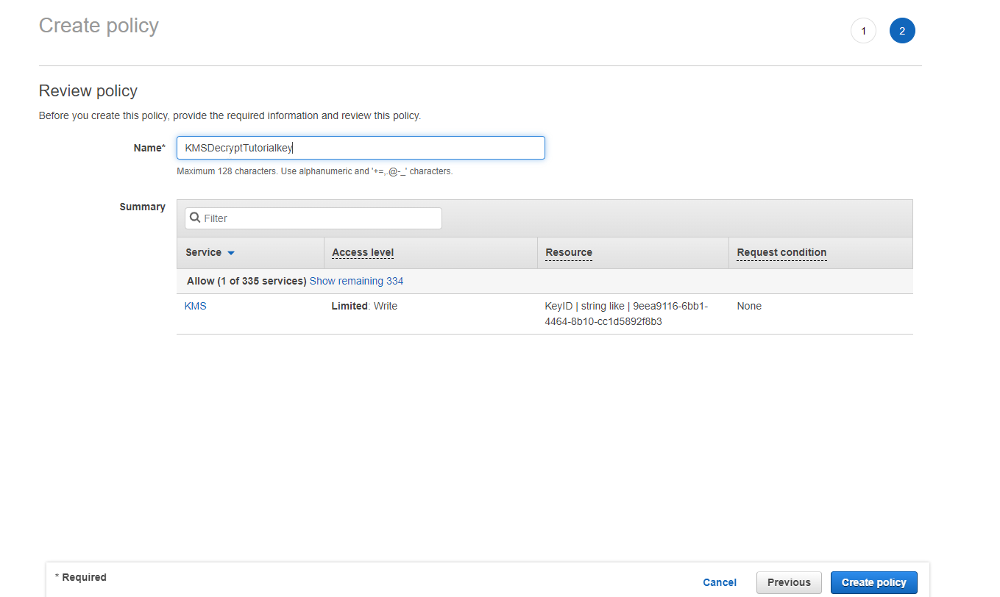 Create policy
1
2
Review policy
Before you create this policy, provide the required information and review this policy.
Name*
KMSDecryptTutorialkey
Maximum 128 characters. Use alphanumeric and '+=,.@-_' characters.
Summary
Filter
Service
Access level
Resource
Request condition
Allow (1 of 335 services) Show remaining 334
KMS
Limited: Write
KeyID | string like | 9eea9116-6bb1-
4464-8b10-cc1d5892f8b3
None
* Required
Cancel
Previous
Create policy